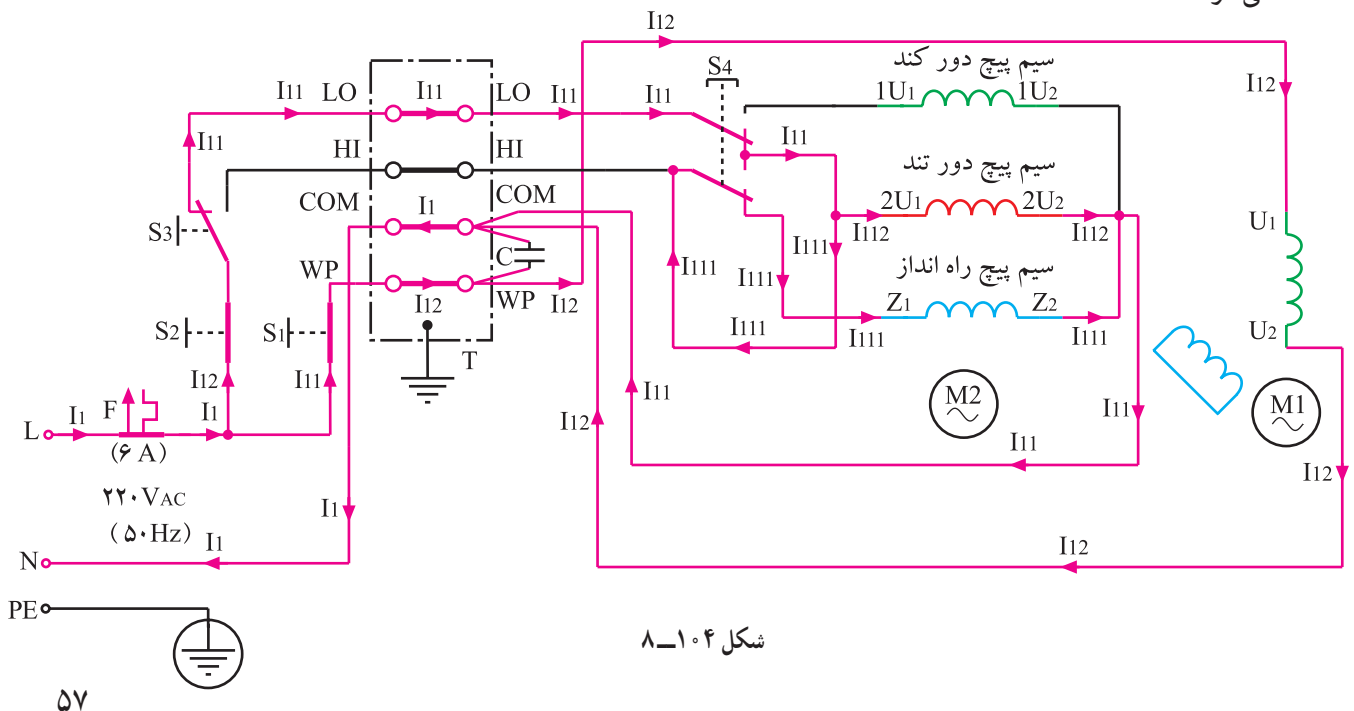 I12
سیم پیچ دور کند
S4
LO I11 LO I11 I11 1U1 1U2 I12
I11
I11 HI HI I11
سیم پیچ دور تند
COM I1 COM 2U1 2U2 U1
S3 I111 I112 I112
C I111 I111
سیم پیچ راه انداز
WP I12 WP I12 Z1 Z2 U2
S2 S1 I111 I111 I111
T
I12 I11 I11 M2 M1
L I1 F I1 I12 I11
(۶ A) I11 I12
۲۲۰VAC
(۵۰Hz) I1
N I1 I12
PE
شکل ۱۰۴ــ۸
۵۷